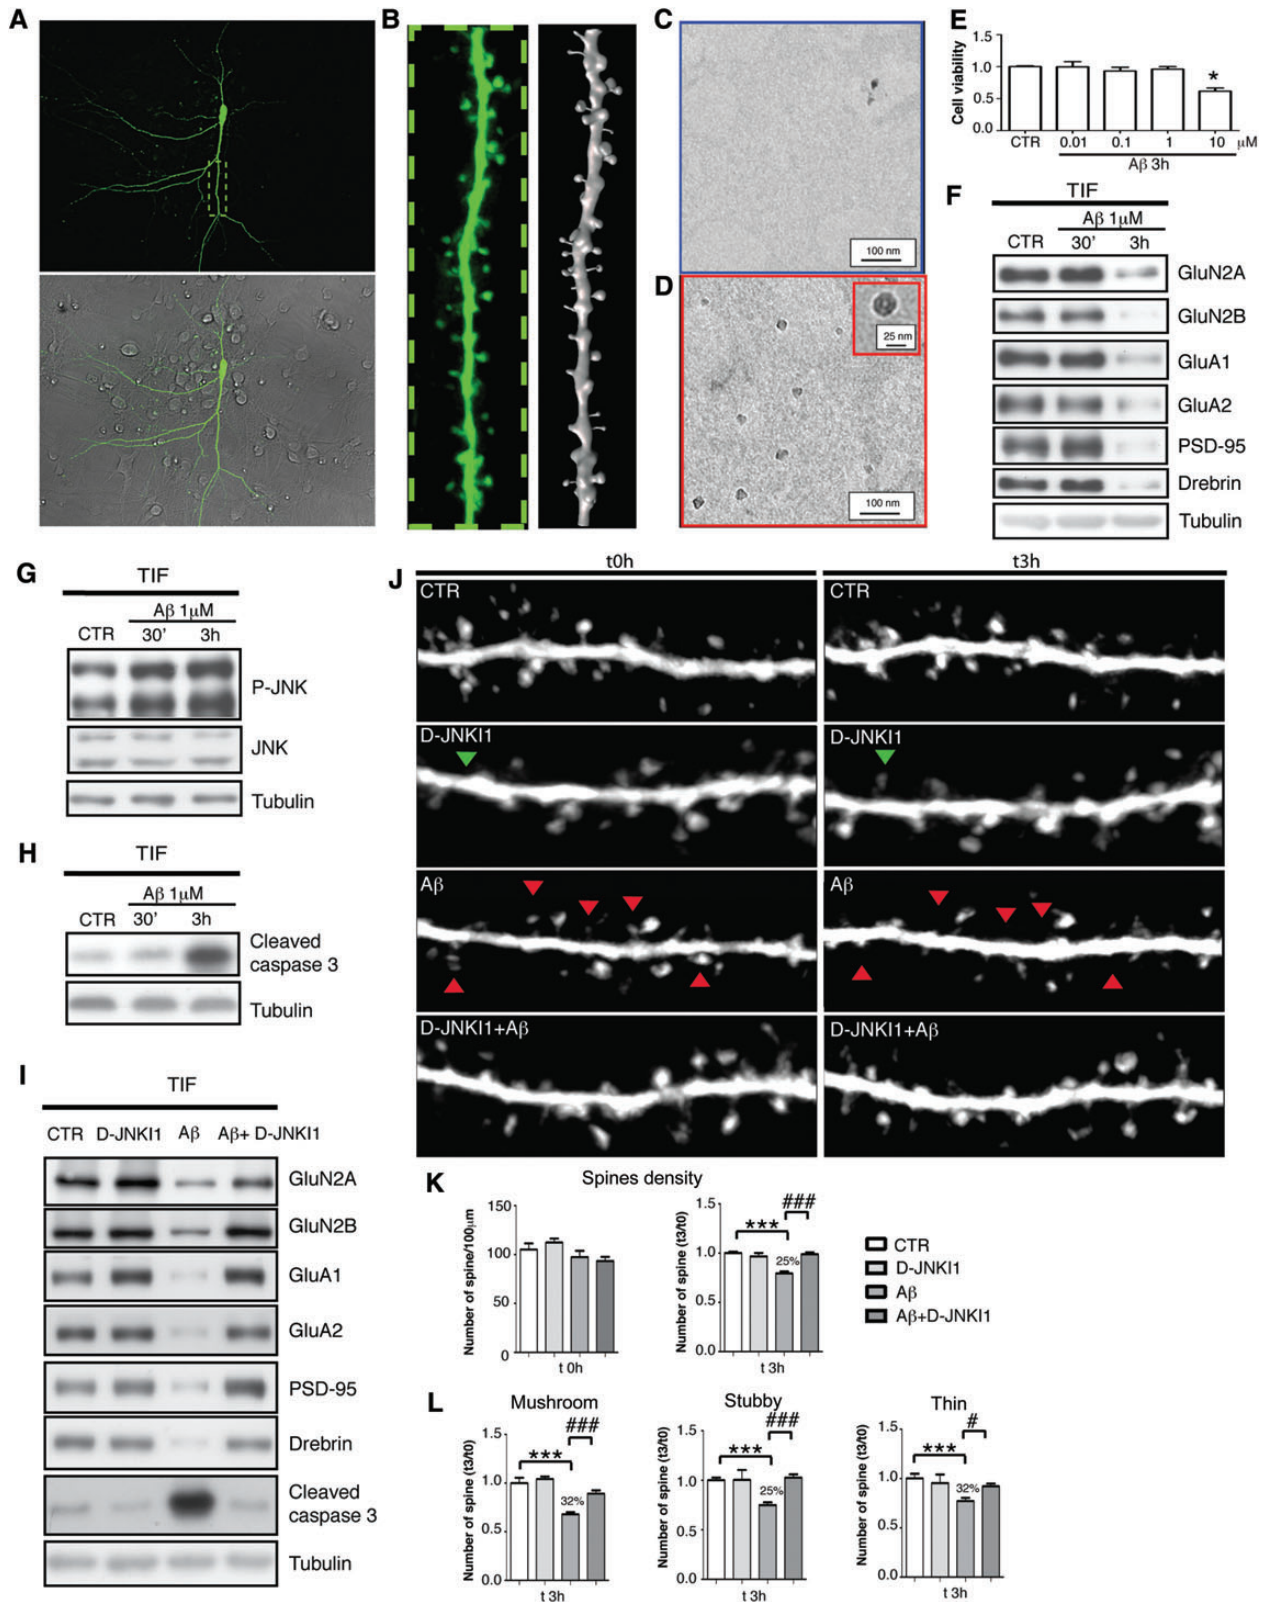 A
B
C
100 nm
D
25 nm
100 nm
E
Cell viability
1.5
1.0
0.5
0.0
*
CTR 0.01 0.1 1 10 μM
Aβ 3h
F
TIF
Aβ 1μM
CTR 30' 3h
GluN2A
GluN2B
GluA1
GluA2
PSD-95
Drebrin
Tubulin
G
TIF
Aβ 1μM
CTR 30' 3h
P-JNK
JNK
Tubulin
H
TIF
Aβ 1μM
CTR 30' 3h
Cleaved
caspase 3
Tubulin
I
TIF
CTR D-JNKI1 Aβ Aβ+ D-JNKI1
GluN2A
GluN2B
GluA1
GluA2
PSD-95
Drebrin
Cleaved
caspase 3
Tubulin
J
t0h t3h
CTR CTR
D-JNKI1 D-JNKI1
Aβ Aβ
D-JNKI1+Aβ D-JNKI1+Aβ
K
Spines density
Number of spine/100μm
150
100
50
0
t 0h
Number of spine (t3/t0)
1.5
1.0
0.5
0.0
*** ###
25%
t 3h
CTR
D-JNKI1
Aβ
Aβ+D-JNKI1
L
Mushroom
Number of spine (t3/t0)
1.5
1.0
0.5
0.0
*** ###
32%
t 3h
Stubby
Number of spine (t3/t0)
1.5
1.0
0.5
0.0
*** ###
25%
t 3h
Thin
Number of spine (t3/t0)
1.5
1.0
0.5
0.0
*** #
32%
t 3h